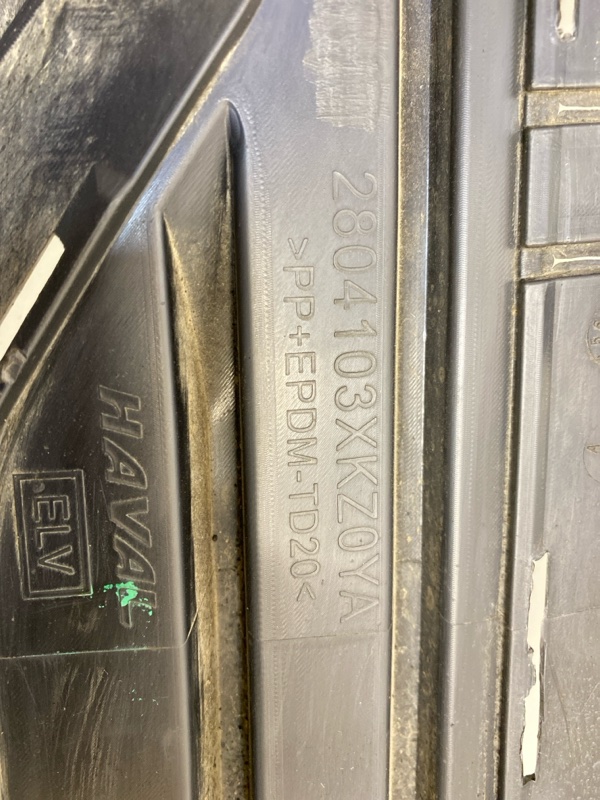 2804103XKZ0YA
>PP+EPDM-TD20<
HAVAL
.ELV